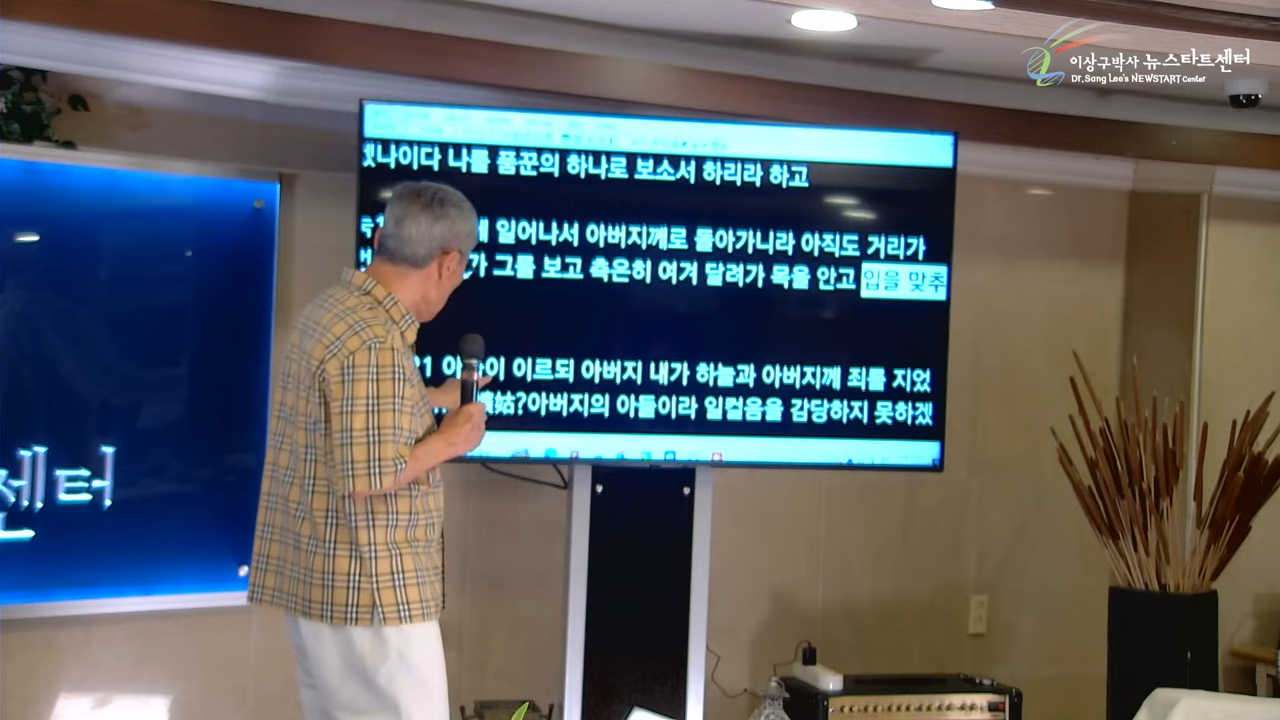 이상구박사 뉴스타트센터
Dr. Sang Lee's NEWSTART Center
겠나이다 나를 품꾼의 하나로 보소서 하리라 하고
일어나서 아버지께로 돌아가니라 아직도 거리가
그를 보고 측은히 여겨 달려가 목을 안고 입을 맞추
21 이르되 아버지 내가 하늘과 아버지께 죄를 지었
아버지의 아들이라 일컬음을 감당하지 못하겠
센터